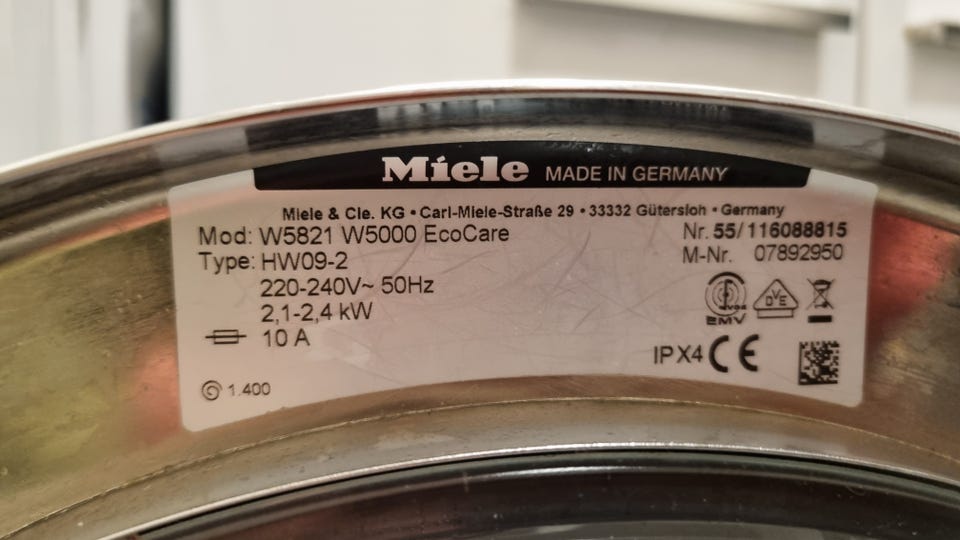 Miele MADE IN GERMANY
Miele & Cie. KG • Carl-Miele-Straße 29 • 33332 Gütersloh • Germany
Mod: W5821 W5000 EcoCare
Nr. 55/116088815
Type: HW09-2
M-Nr. 07892950
220-240V~ 50Hz
2,1-2,4 kW
10 A
VDE
EMV
DVE
IPX4 CE
1.400